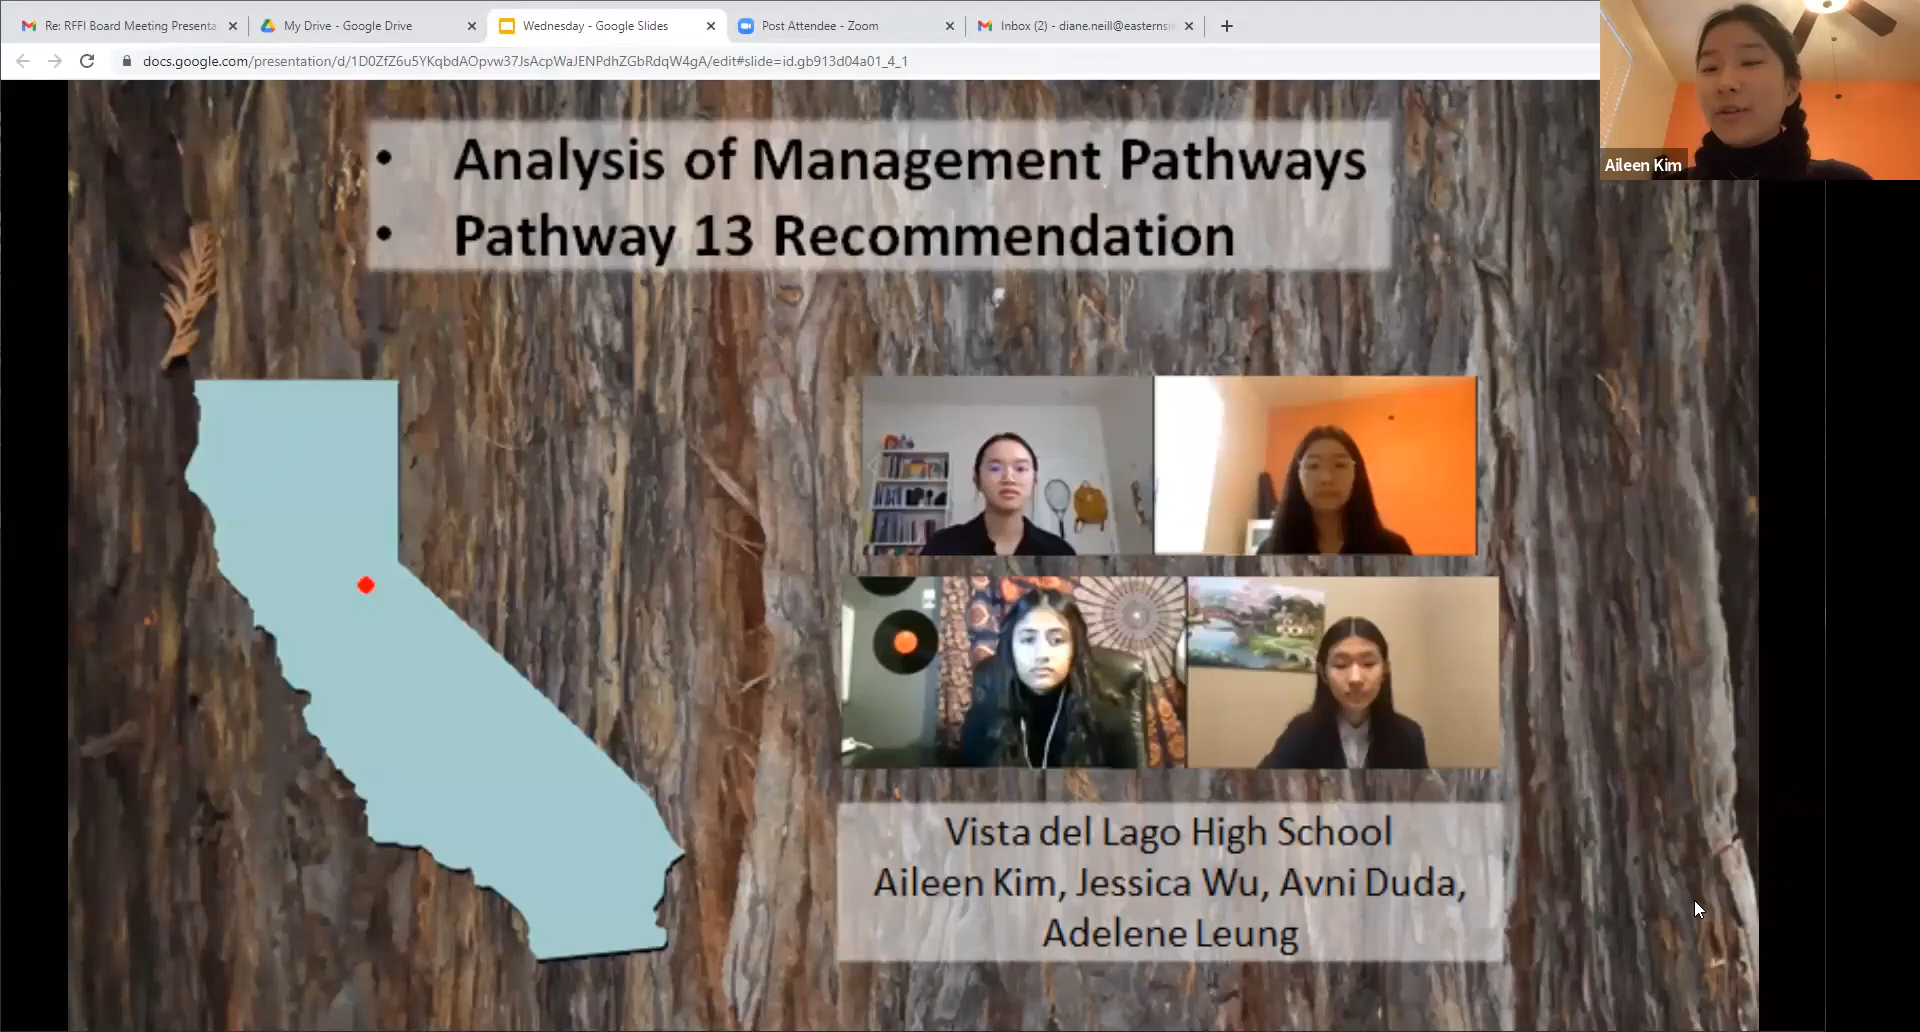 Re: RFFI Board Meeting Presenta
My Drive - Google Drive
Wednesday - Google Slides
Post Attendee - Zoom
Inbox (2) - diane.neill@easternsi
docs.google.com/presentation/d/1D0ZfZ6u5YKqbdAOpvw37JsAcpWaJENPdhZGbRdqW4gA/edit#slide=id.gb913d04a01_4_1
Aileen Kim
• Analysis of Management Pathways
• Pathway 13 Recommendation
Vista del Lago High School
Aileen Kim, Jessica Wu, Avni Duda,
Adelene Leung